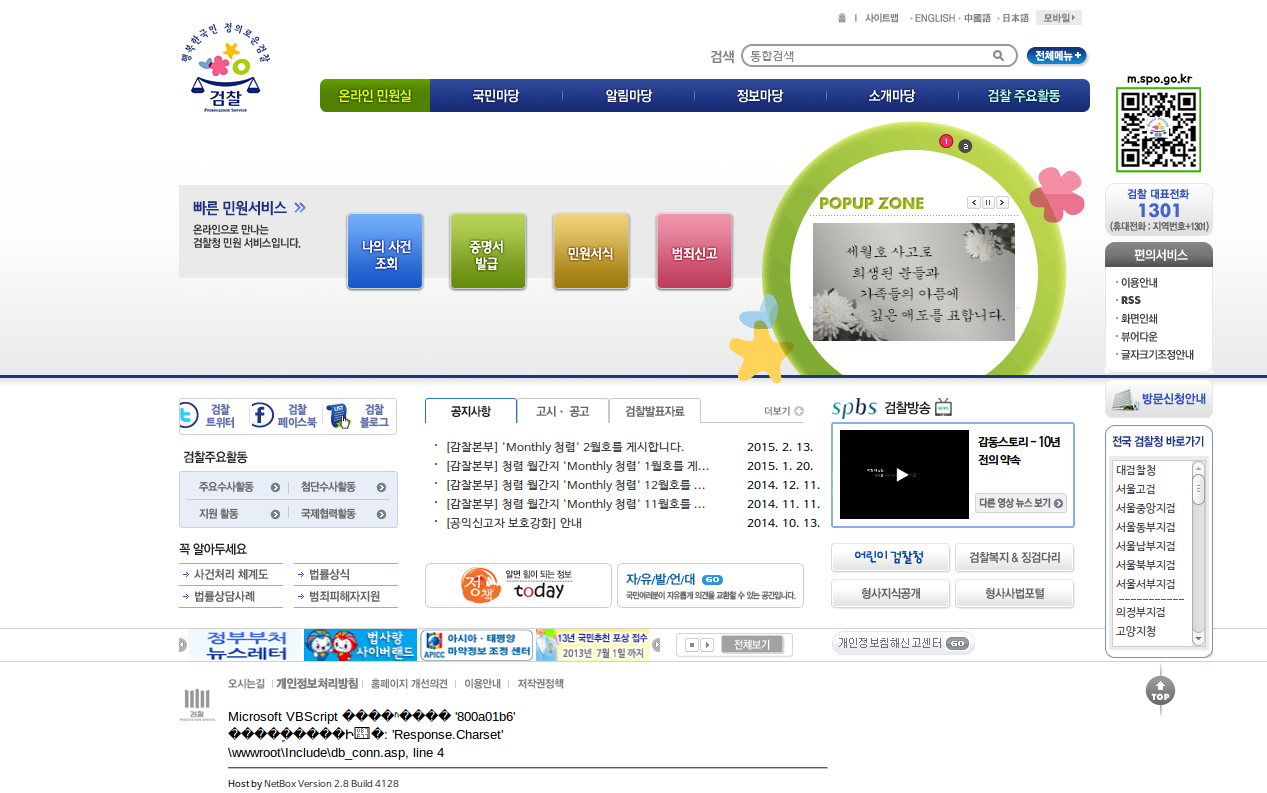 홈 | 사이트맵 · ENGLISH · 中國語 · 日本語 모바일
행복한국민 정의로운검찰
검찰
Prosecution Service
검색 통합검색 전체메뉴 +
온라인 민원실 국민마당 알림마당 정보마당 소개마당 검찰 주요활동
m.spo.go.kr
검찰 대표전화
1301
(휴대전화 : 지역번호+1301)
편의서비스
· 이용안내
· RSS
· 화면인쇄
· 뷰어다운
· 글자크기조정안내
방문신청안내
전국 검찰청 바로가기
대검찰청
서울고검
서울중앙지검
서울동부지검
서울남부지검
서울북부지검
서울서부지검
-----------
의정부지검
고양지청
TOP
빠른 민원서비스
온라인으로 만나는
검찰청 민원 서비스입니다.
나의 사건
조회
증명서
발급
민원서식
범죄신고
1 2
POPUP ZONE
세월호 사고로
희생된 분들과
가족들의 아픔에
깊은 애도를 표합니다.
검찰
트위터
검찰
페이스북
검찰
블로그
검찰주요활동
주요수사활동 첨단수사활동
지원 활동 국제협력활동
꼭 알아두세요
사건처리 체계도 법률상식
법률상담사례 범죄피해자지원
공지사항 고시 · 공고 검찰발표자료 더보기
· [감찰본부] 'Monthly 청렴' 2월호를 게시합니다. 2015. 2. 13.
· [감찰본부] 청렴 월간지 'Monthly 청렴' 1월호를 게... 2015. 1. 20.
· [감찰본부] 청렴 월간지 'Monthly 청렴' 12월호를 ... 2014. 12. 11.
· [감찰본부] 청렴 월간지 'Monthly 청렴' 11월호를 ... 2014. 11. 11.
· [공익신고자 보호강화] 안내 2014. 10. 13.
정책 알면 힘이 되는 정보
today
자/유/발/언/대 GO
국민여러분이 자유롭게 의견을 교환할 수 있는 공간입니다.
spbs 검찰방송 NEWS
감동스토리 - 10년
전의 약속
다른 영상 뉴스 보기
어린이 검찰청 검찰복지 & 징검다리
형사지식공개 형사사법포털
정부부처
뉴스레터
법사랑
사이버랜드
APICC 아시아 · 태평양
마약정보 조정 센터
13년 국민추천 포상 접수
2013년 7월 1일 까지
전체보기
개인정보침해신고센터 GO
검찰
PROSECUTION SERVICE
오시는길 | 개인정보처리방침 | 홈페이지 개선의견 | 이용안내 | 저작권정책
Microsoft VBScript ����ʱ���� '800a01b6'
�����: 'Response.Charset'
\wwwroot\Include\db_conn.asp, line 4
Host by NetBox Version 2.8 Build 4128